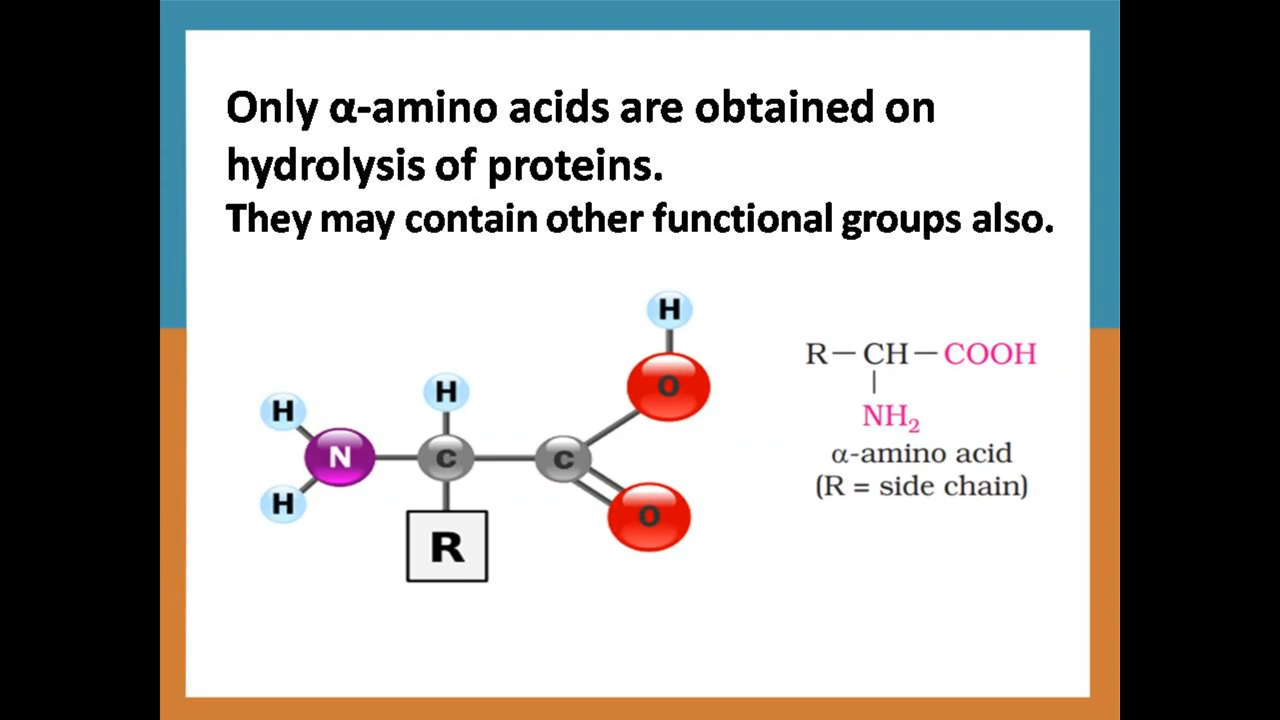 Only α-amino acids are obtained on
hydrolysis of proteins.
They may contain other functional groups also.
H
O
H
H
N
C
C
H
O
R
R — CH — COOH
|
NH₂
α-amino acid
(R = side chain)